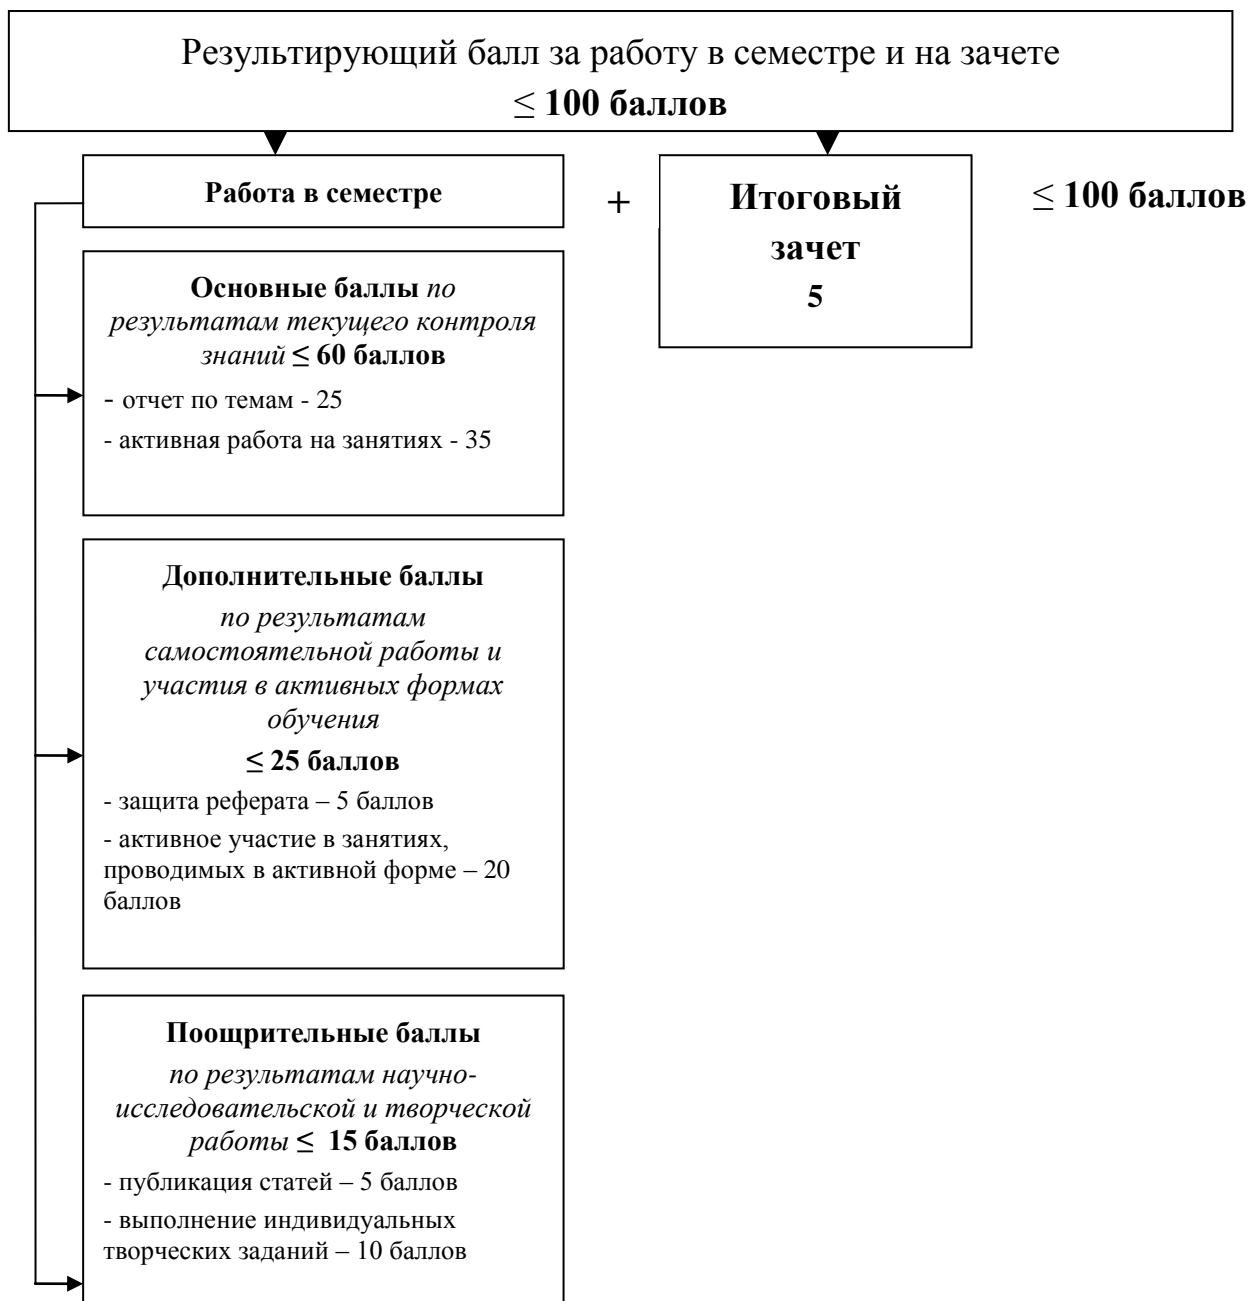 Результирующий балл за работу в семестре и на зачете
≤ 100 баллов
Работа в семестре
+
Итоговый
зачет
5
≤ 100 баллов
Основные баллы по
результатам текущего контроля
знаний ≤ 60 баллов
- отчет по темам - 25
- активная работа на занятиях - 35
Дополнительные баллы
по результатам
самостоятельной работы и
участия в активных формах
обучения
≤ 25 баллов
- защита реферата – 5 баллов
- активное участие в занятиях,
проводимых в активной форме – 20
баллов
Поощрительные баллы
по результатам научно-
исследовательской и творческой
работы ≤ 15 баллов
- публикация статей – 5 баллов
- выполнение индивидуальных
творческих заданий – 10 баллов